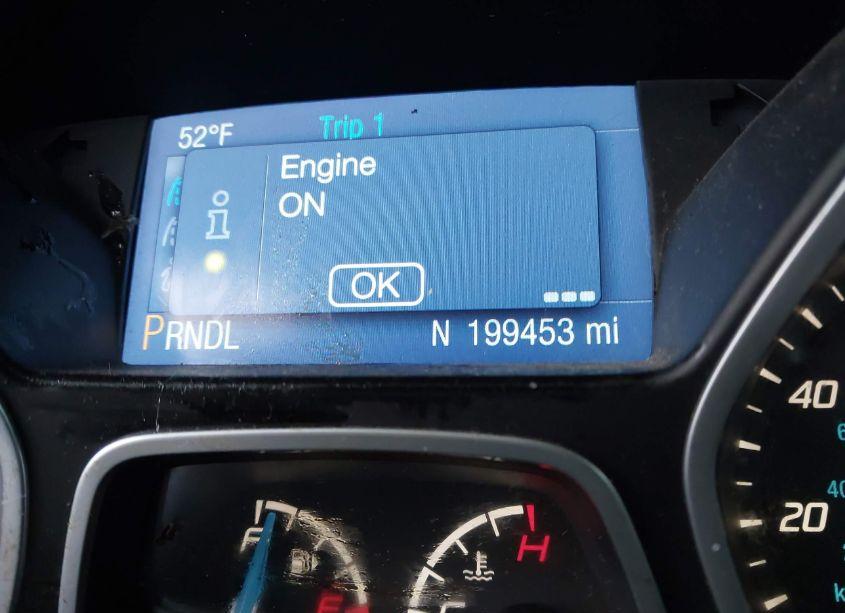 52°F Trip 1
Engine
ON
OK
PRNDL N 199453 mi
40
20
F H